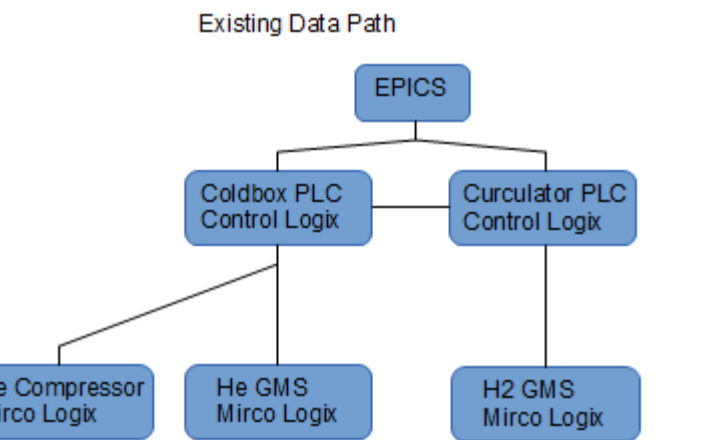 Existing Data Path
EPICS
Coldbox PLC
Control Logix
Curculator PLC
Control Logix
e Compressor
irco Logix
He GMS
Mirco Logix
H2 GMS
Mirco Logix